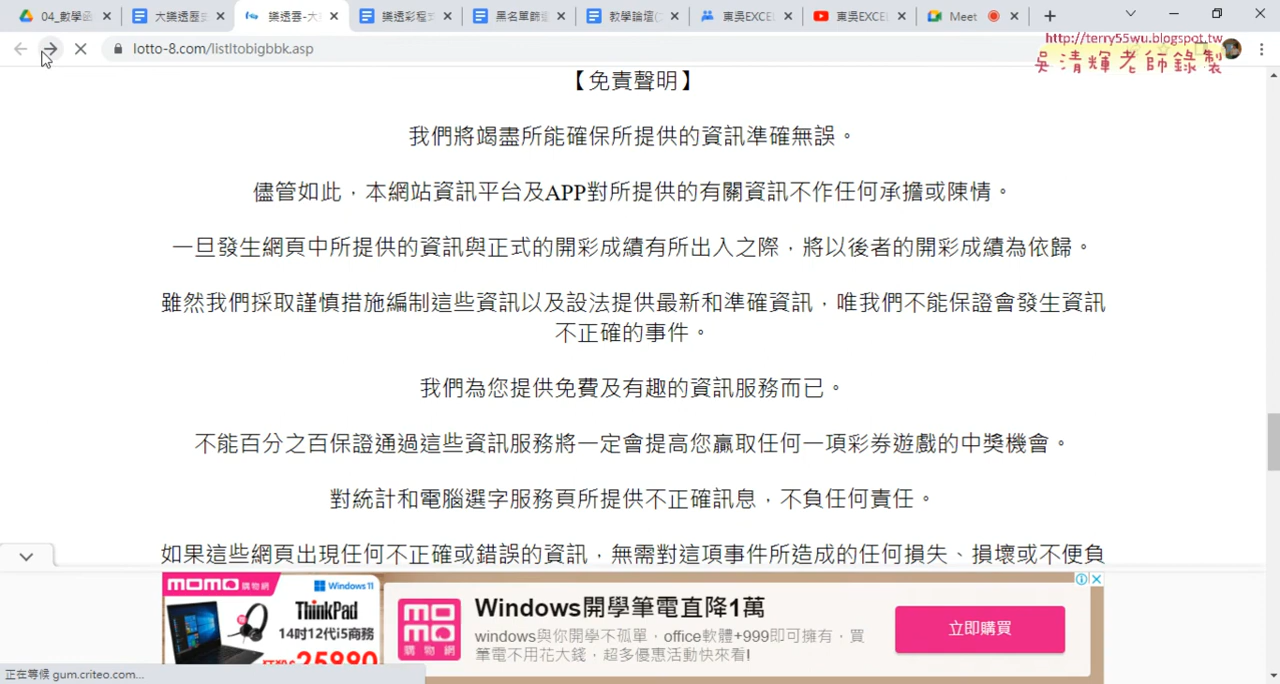 04_數學函
大樂透歷史
樂透雲-大
樂透彩程式
黑名單篩選
教學論壇(2
東吳EXCEL
東吳EXCEL
Meet
lotto-8.com/listltobigbbk.asp
http://terry55wu.blogspot.tw
吳清輝老師錄製
【免責聲明】
我們將竭盡所能確保所提供的資訊準確無誤。
儘管如此，本網站資訊平台及APP對所提供的有關資訊不作任何承擔或陳情。
一旦發生網頁中所提供的資訊與正式的開彩成績有所出入之際，將以後者的開彩成績為依歸。
雖然我們採取謹慎措施編制這些資訊以及設法提供最新和準確資訊，唯我們不能保證會發生資訊
不正確的事件。
我們為您提供免費及有趣的資訊服務而已。
不能百分之百保證通過這些資訊服務將一定會提高您贏取任何一項彩券遊戲的中獎機會。
對統計和電腦選字服務頁所提供不正確訊息，不負任何責任。
如果這些網頁出現任何不正確或錯誤的資訊，無需對這項事件所造成的任何損失、損壞或不便負
momo購物網
Windows11
ThinkPad
14吋12代i5商務
25980
momo
購物網
Windows開學筆電直降1萬
windows與你開學不孤單，office軟體+999即可擁有，買
筆電不用花大錢，超多優惠活動快來看!
立即購買
正在等候 gum.criteo.com...